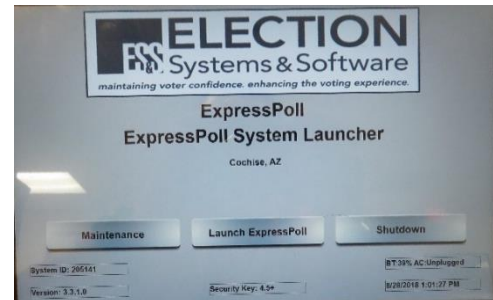 ES&S
ELECTION
Systems & Software
maintaining voter confidence. enhancing the voting experience.
ExpressPoll
ExpressPoll System Launcher
Cochise, AZ
Maintenance
Launch ExpressPoll
Shutdown
System ID: 205141
BT:39% AC:Unplugged
Version: 3.3.1.0
Security Key: 4.5+
8/28/2018 1:01:27 PM